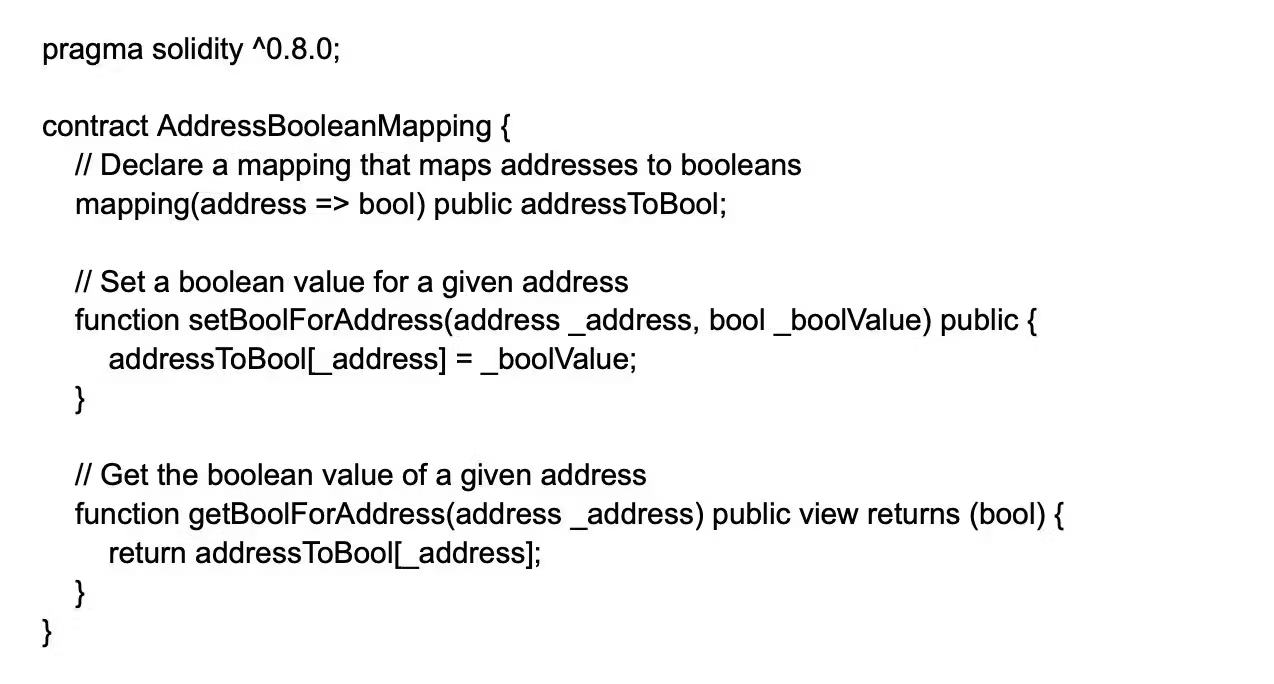 pragma solidity ^0.8.0;
contract AddressBooleanMapping {
// Declare a mapping that maps addresses to booleans
mapping(address => bool) public addressToBool;
// Set a boolean value for a given address
function setBoolForAddress(address _address, bool _boolValue) public {
addressToBool[_address] = _boolValue;
}
// Get the boolean value of a given address
function getBoolForAddress(address _address) public view returns (bool) {
return addressToBool[_address];
}
}